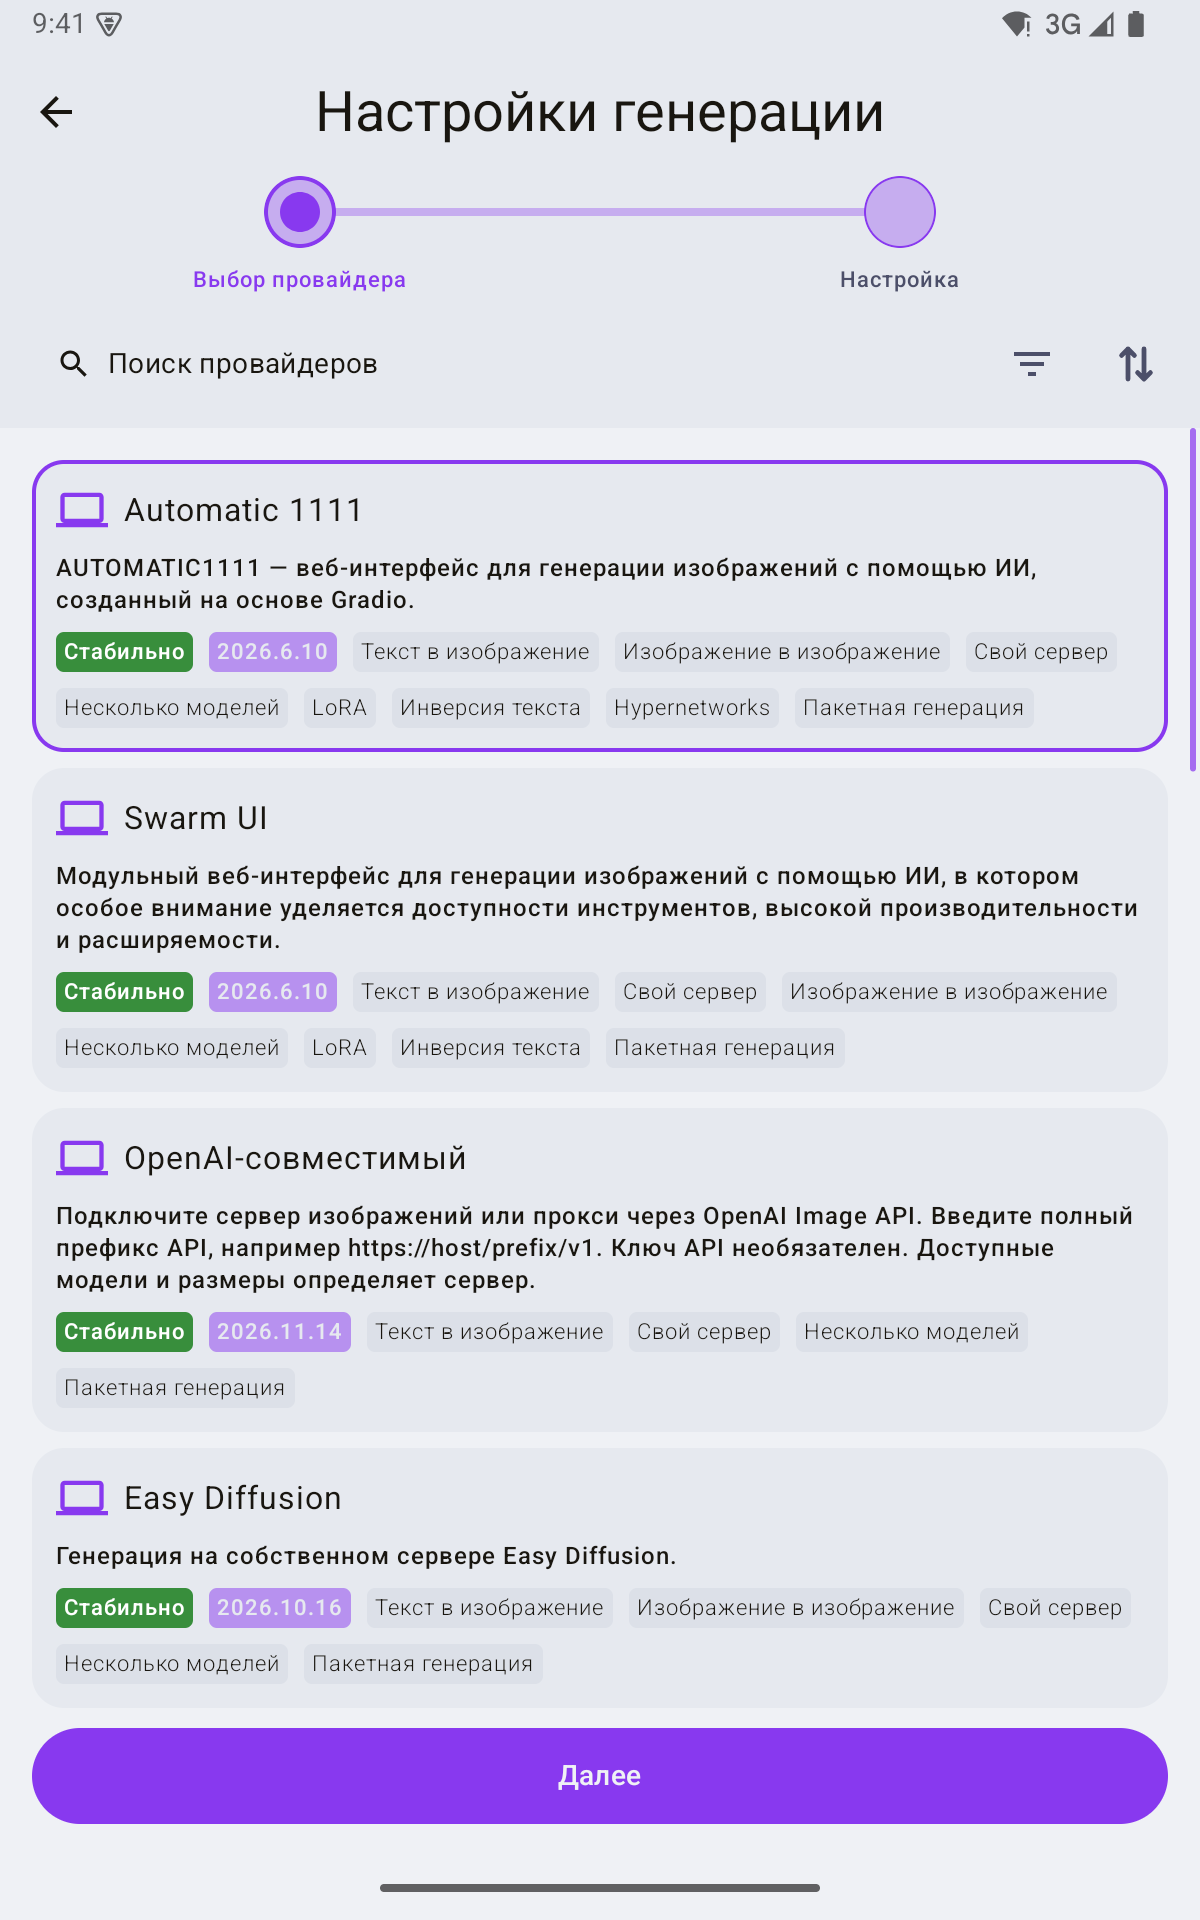 9:41
3G
Настройки генерации
Выбор провайдера
Настройка
Поиск провайдеров
Automatic 1111
AUTOMATIC1111 — веб-интерфейс для генерации изображений с помощью ИИ,
созданный на основе Gradio.
Стабильно 2026.6.10 Текст в изображение Изображение в изображение Свой сервер
Несколько моделей LoRA Инверсия текста Hypernetworks Пакетная генерация
Swarm UI
Модульный веб-интерфейс для генерации изображений с помощью ИИ, в котором
особое внимание уделяется доступности инструментов, высокой производительности
и расширяемости.
Стабильно 2026.6.10 Текст в изображение Свой сервер Изображение в изображение
Несколько моделей LoRA Инверсия текста Пакетная генерация
OpenAI-совместимый
Подключите сервер изображений или прокси через OpenAI Image API. Введите полный
префикс API, например https://host/prefix/v1. Ключ API необязателен. Доступные
модели и размеры определяет сервер.
Стабильно 2026.11.14 Текст в изображение Свой сервер Несколько моделей
Пакетная генерация
Easy Diffusion
Генерация на собственном сервере Easy Diffusion.
Стабильно 2026.10.16 Текст в изображение Изображение в изображение Свой сервер
Несколько моделей Пакетная генерация
Далее